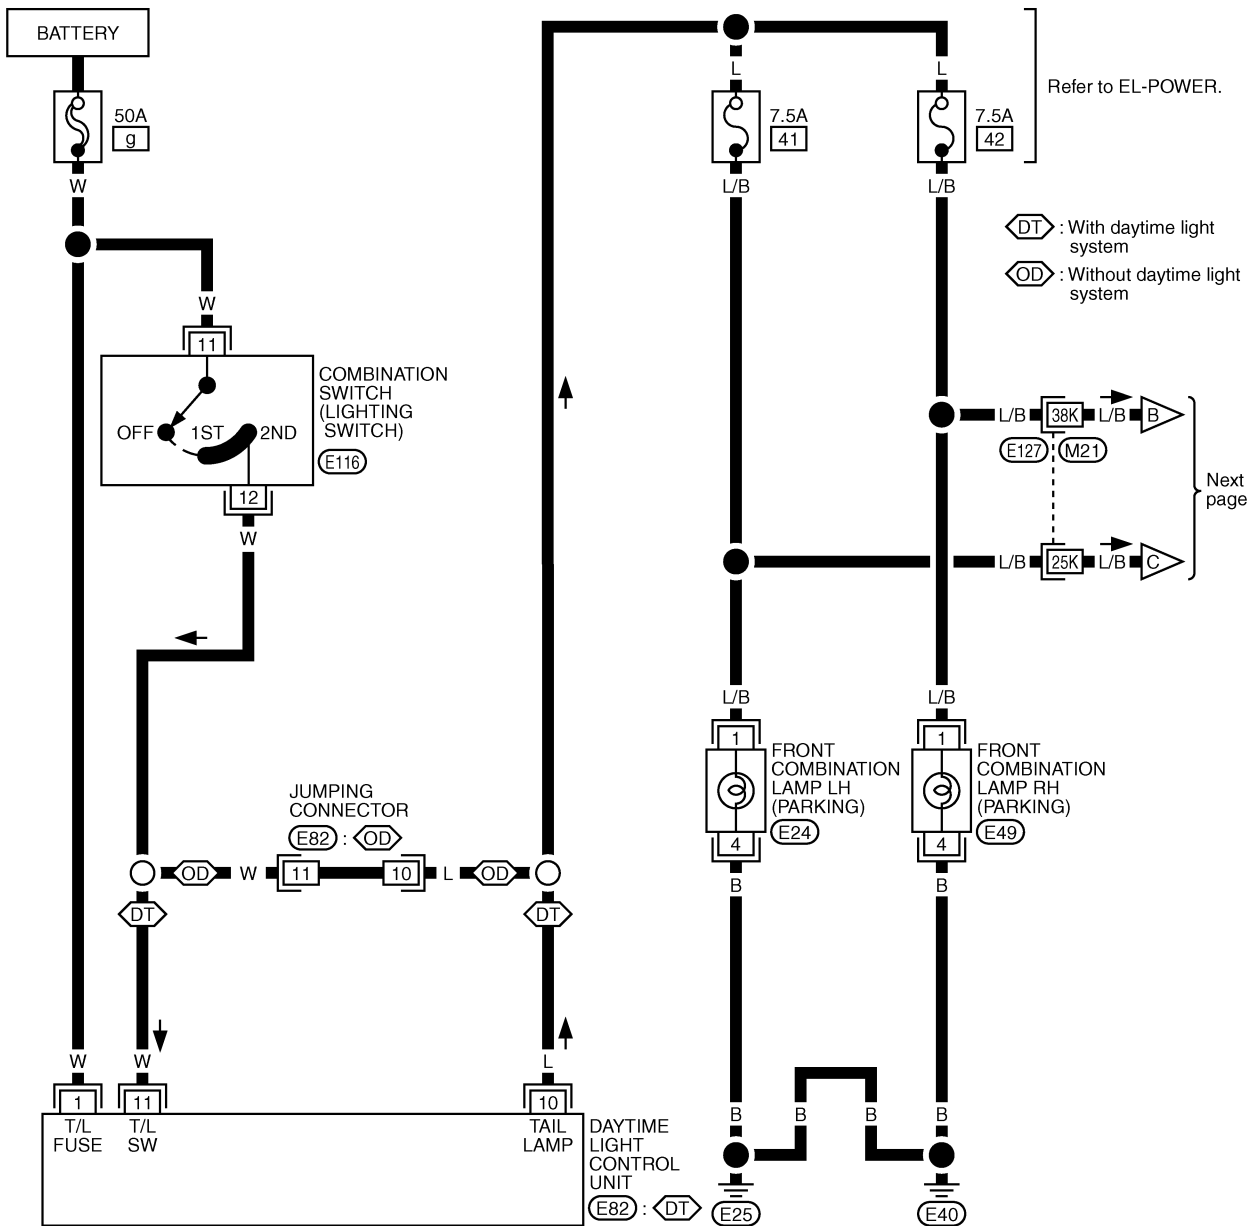 BATTERY
50A
g
W
W
11
COMBINATION
SWITCH
(LIGHTING
SWITCH)
E116
OFF
1ST
2ND
12
W
L
L
7.5A
41
7.5A
42
Refer to EL-POWER.
L/B
L/B
DT : With daytime light
system
OD : Without daytime light
system
L/B
38K
L/B
B
E127
M21
L/B
25K
L/B
C
Next
page
L/B
L/B
1
FRONT
COMBINATION
LAMP LH
(PARKING)
E24
4
1
FRONT
COMBINATION
LAMP RH
(PARKING)
E49
4
JUMPING
CONNECTOR
E82 : OD
OD
W
11
10
L
OD
DT
DT
B
B
W
W
L
1
11
10
T/L
FUSE
T/L
SW
TAIL
LAMP
DAYTIME
LIGHT
CONTROL
UNIT
E82 : DT
B
B
B
B
E25
E40